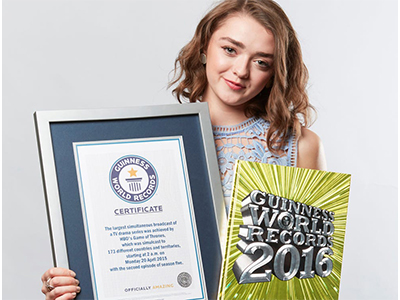 GUINNESS
WORLD
RECORDS
CERTIFICATE
The largest simultaneous broadcast of
a TV drama series was achieved by
HBO's Game of Thrones,
which was simulcast to
173 different countries and territories,
starting at 2 a.m. on
Monday 20 April 2015
with the second episode of season five.
OFFICIALLY AMAZING
GUINNESS
WORLD
RECORDS
2016